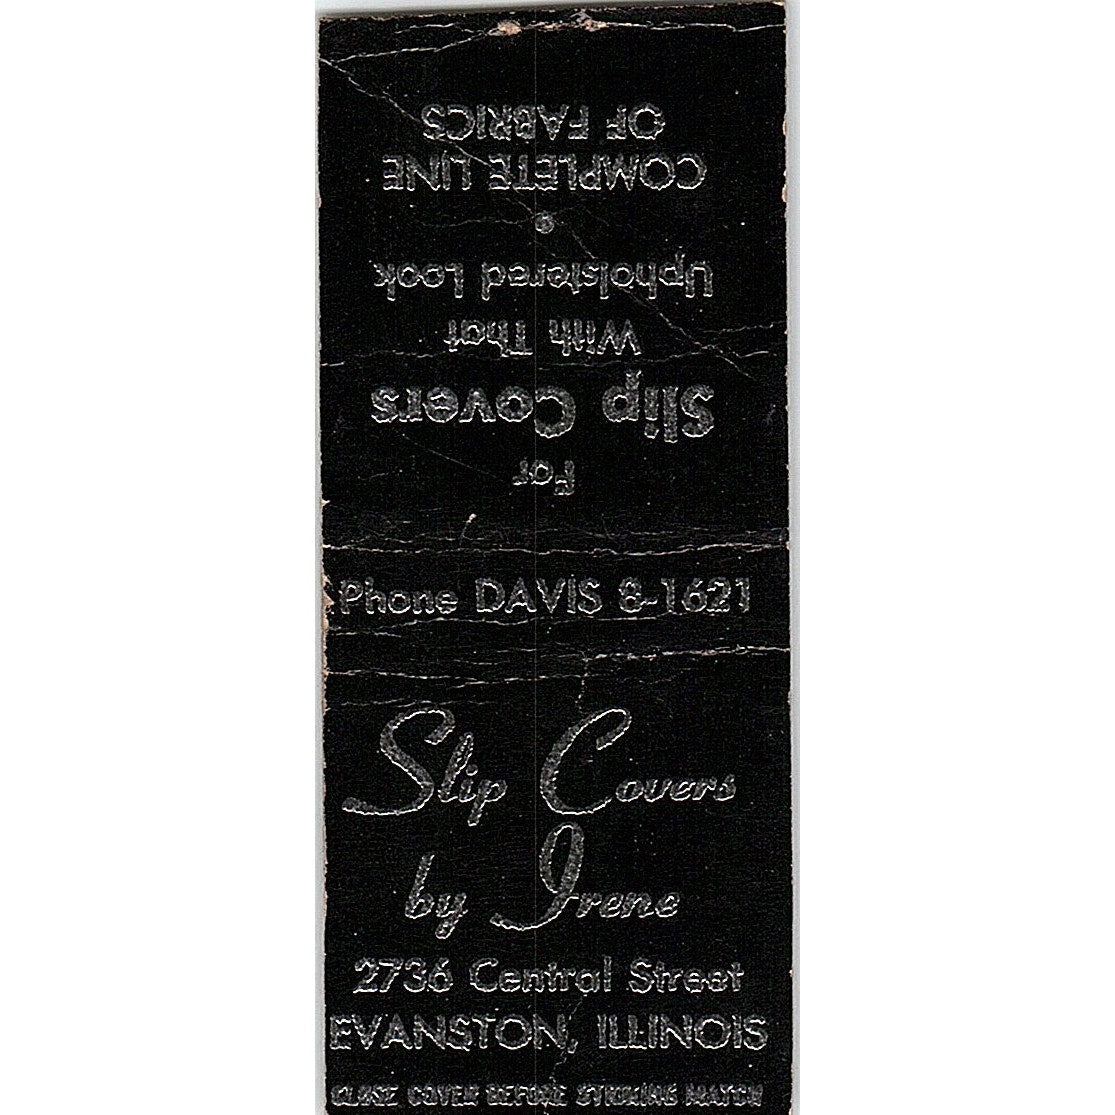 For
Slip Covers
With That
Upholstered Look
•
COMPLETE LINE
OF FABRICS
Phone DAVIS 8-1621
Slip Covers
by Irene
2736 Central Street
EVANSTON, ILLINOIS
CLOSE COVER BEFORE STRIKING MATCH